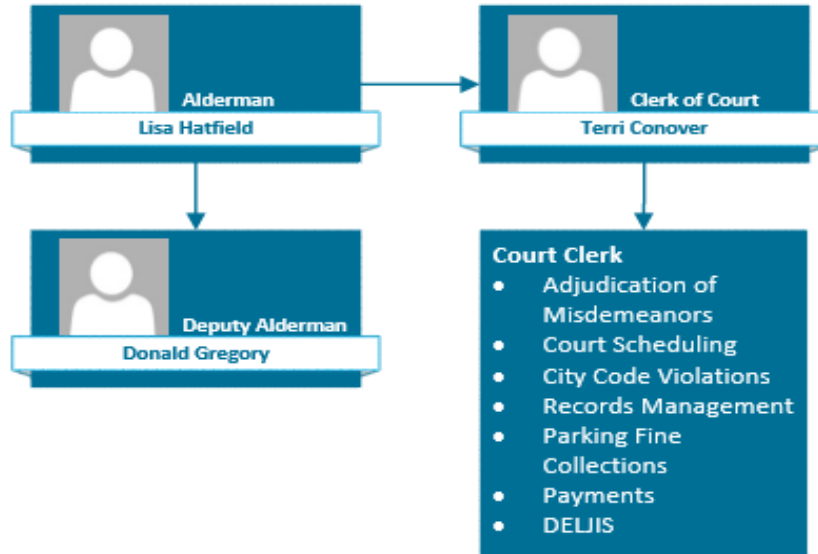 Alderman
Lisa Hatfield
Clerk of Court
Terri Conover
Deputy Alderman
Donald Gregory
Court Clerk
• Adjudication of
Misdemeanors
• Court Scheduling
• City Code Violations
• Records Management
• Parking Fine
Collections
• Payments
• DELJIS